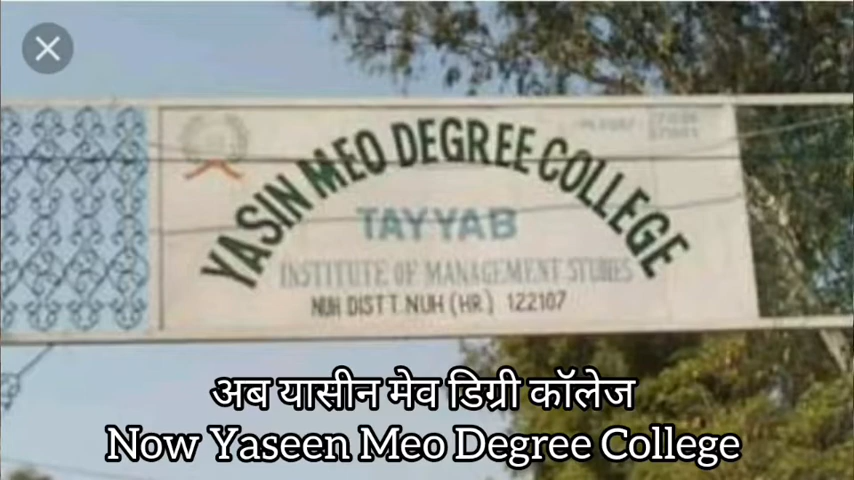 YASIN MEO DEGREE COLLEGE
TAYYAB
INSTITUTE OF MANAGEMENT STUDIES
NUH DISTT. NUH (HR.) 122107
अब यासीन मेव डिग्री कॉलेज
Now Yaseen Meo Degree College